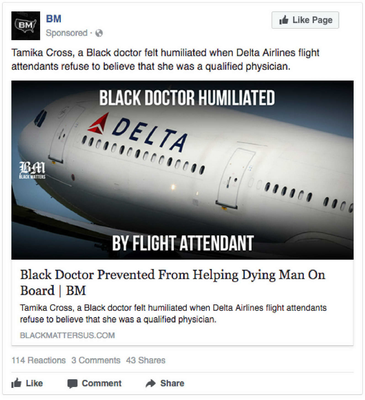 BM
BM
Sponsored ·
Like Page
Tamika Cross, a Black doctor felt humiliated when Delta Airlines flight
attendants refuse to believe that she was a qualified physician.
BLACK DOCTOR HUMILIATED
DELTA
BM
BLACK MATTERS
BY FLIGHT ATTENDANT
Black Doctor Prevented From Helping Dying Man On
Board | BM
Tamika Cross, a Black doctor felt humiliated when Delta Airlines flight attendants
refuse to believe that she was a qualified physician.
BLACKMATTERSUS.COM
114 Reactions 3 Comments 43 Shares
Like Comment Share